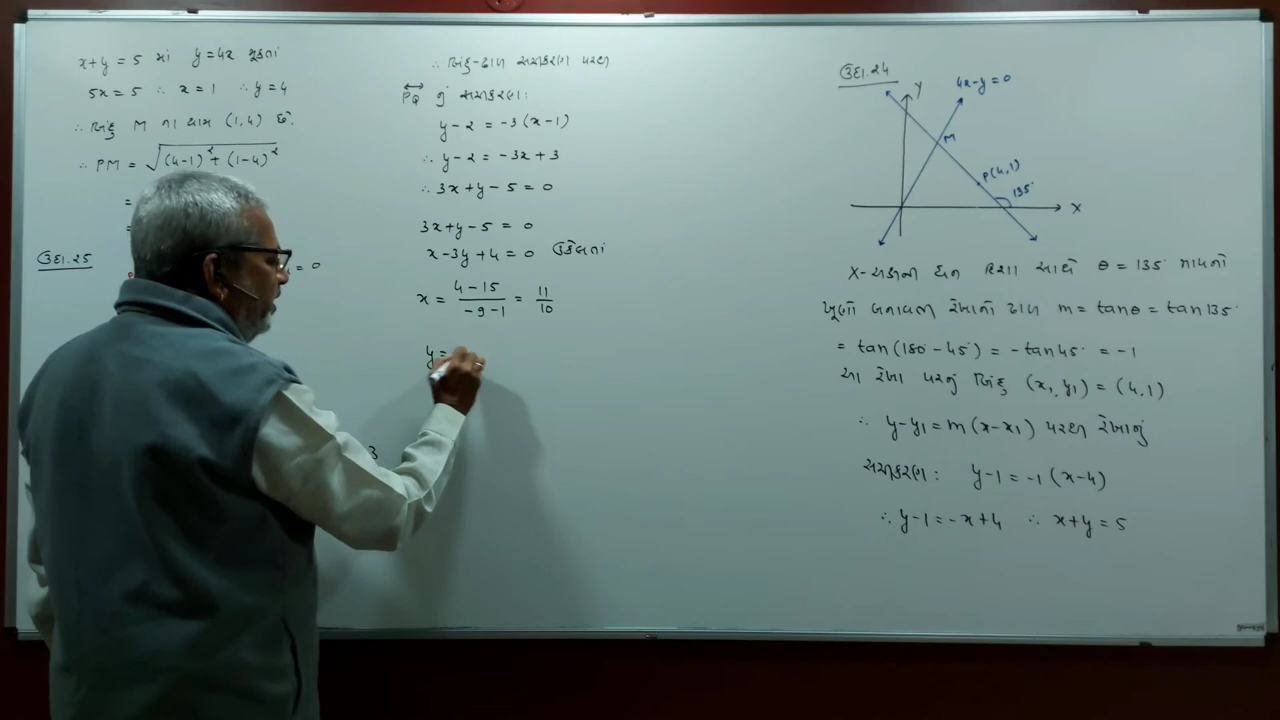 x+y=5 માં y=4x મૂકતાં
5x=5 ∴ x=1 ∴ y=4
∴ બિંદુ M ના યામ (1,4) છે.
∴ PM = √((4-1)²+(1-4)²)
=
=
ઉદા.25
= 0
3
∴ બિંદુ-ઢાળ સમીકરણ પરથી
PQ નું સમીકરણ:
y-2 = -3(x-1)
∴ y-2 = -3x+3
∴ 3x+y-5 = 0
3x+y-5 = 0
x-3y+4 = 0 ઉકેલતાં
x = (4-15)/(-9-1) = 11/10
y=
ઉદા.24
Y
4x-y=0
M
P(4,1)
135°
X
X-અક્ષની ધન દિશા સાથે θ = 135° માપનો
ખૂણો બનાવતી રેખાનો ઢાળ m = tanθ = tan135°
= tan(180°-45°) = -tan45° = -1
આ રેખા પરનું બિંદુ (x₁, y₁) = (4,1)
∴ y-y₁ = m(x-x₁) પરથી રેખાનું
સમીકરણ: y-1 = -1(x-4)
∴ y-1 = -x+4 ∴ x+y = 5